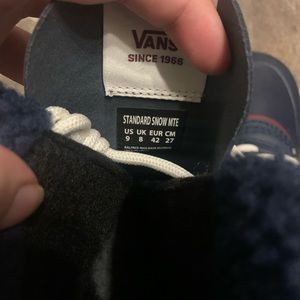 VANS
SINCE 1966
STANDARD SNOW MTE
US UK EUR CM
9 8 42 27